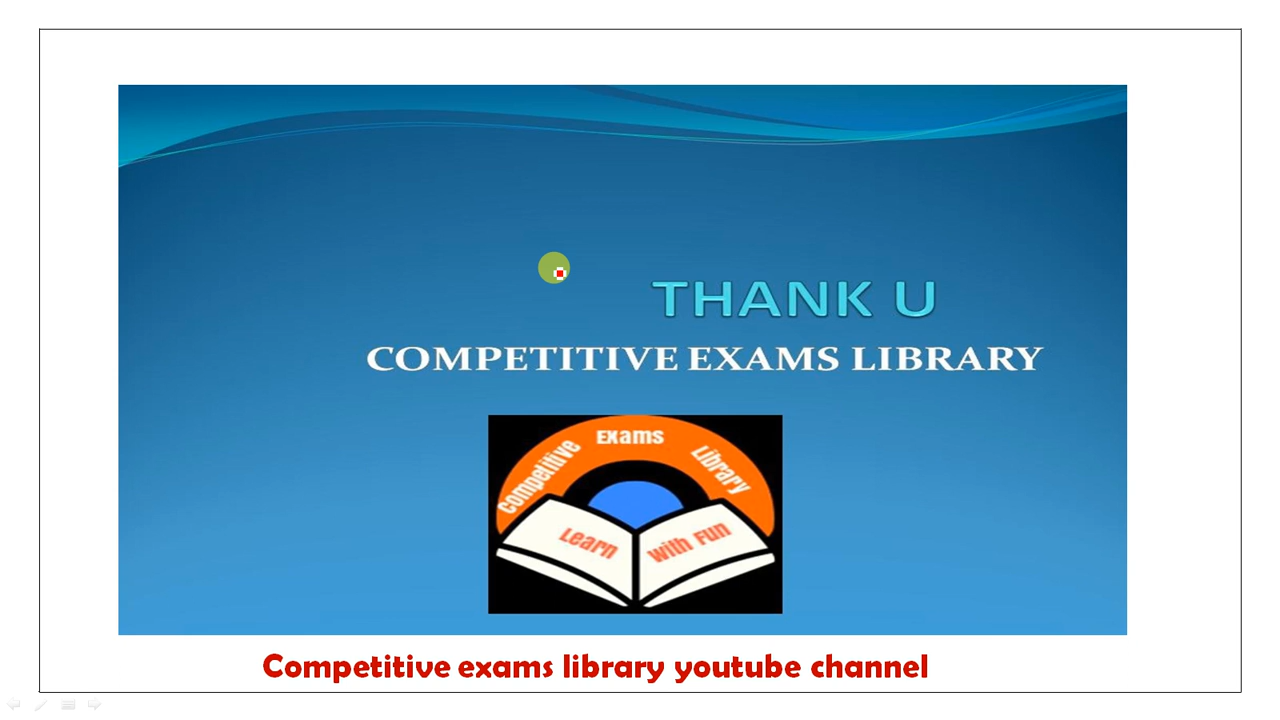 THANK U
COMPETITIVE EXAMS LIBRARY
Competitive Exams Library
Learn with Fun
Competitive exams library youtube channel